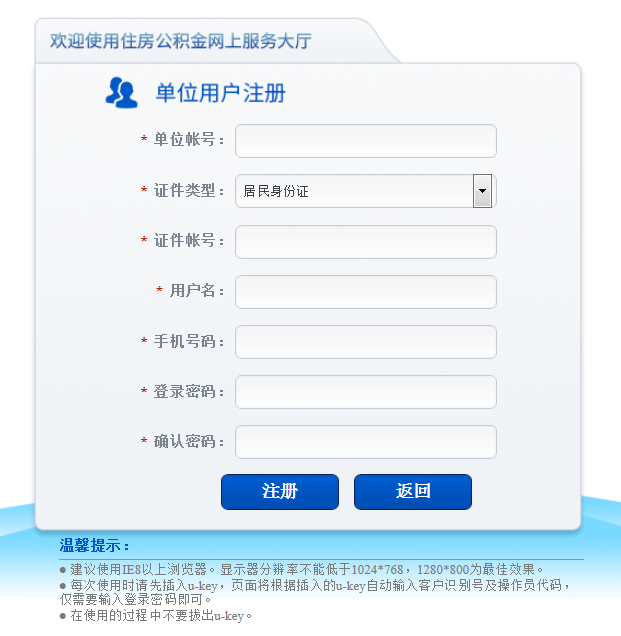 欢迎使用住房公积金网上服务大厅
单位用户注册
* 单位帐号：
* 证件类型： 居民身份证
* 证件帐号：
* 用户名：
* 手机号码：
* 登录密码：
* 确认密码：
注册 返回
温馨提示：
● 建议使用IE8以上浏览器。显示器分辨率不能低于1024*768，1280*800为最佳效果。
● 每次使用时请先插入u-key，页面将根据插入的u-key自动输入客户识别号及操作员代码，
仅需要输入登录密码即可。
● 在使用的过程中不要拔出u-key。